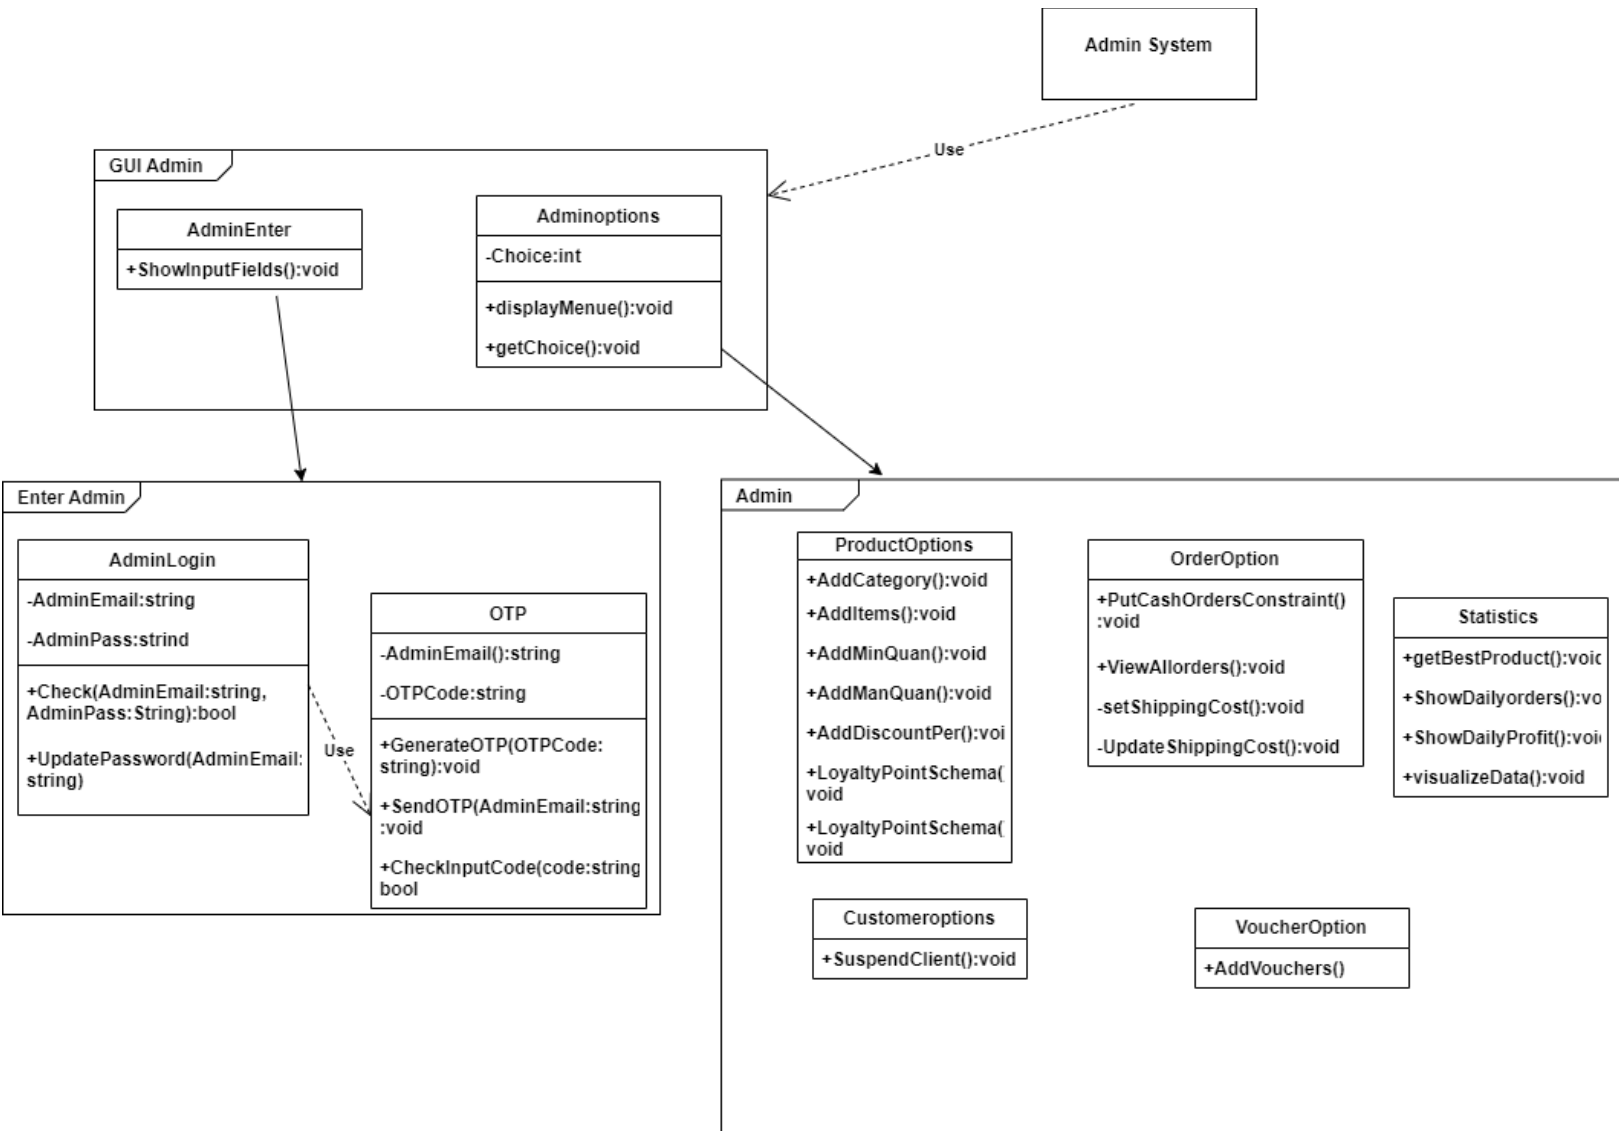 Admin System
Use
GUI Admin
AdminEnter
+ShowInputFields():void
Adminoptions
-Choice:int
+displayMenue():void
+getChoice():void
Enter Admin
AdminLogin
-AdminEmail:string
-AdminPass:strind
+Check(AdminEmail:string,
AdminPass:String):bool
+UpdatePassword(AdminEmail:
string)
Use
OTP
-AdminEmail():string
-OTPCode:string
+GenerateOTP(OTPCode:
string):void
+SendOTP(AdminEmail:string
:void
+CheckInputCode(code:string
bool
Admin
ProductOptions
+AddCategory():void
+AddItems():void
+AddMinQuan():void
+AddManQuan():void
+AddDiscountPer():voi
+LoyaltyPointSchema(
void
+LoyaltyPointSchema(
void
OrderOption
+PutCashOrdersConstraint()
:void
+ViewAllorders():void
-setShippingCost():void
-UpdateShippingCost():void
Statistics
+getBestProduct():voic
+ShowDailyorders():vo
+ShowDailyProfit():voi
+visualizeData():void
Customeroptions
+SuspendClient():void
VoucherOption
+AddVouchers()